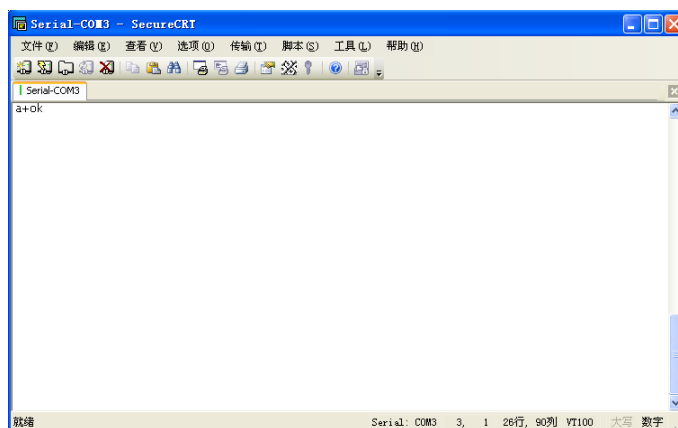 Serial-COM3 - SecureCRT
文件(F) 编辑(E) 查看(V) 选项(O) 传输(T) 脚本(S) 工具(L) 帮助(H)
Serial-COM3
a+ok
就绪 Serial: COM3 3, 1 26行, 90列 VT100 大写 数字